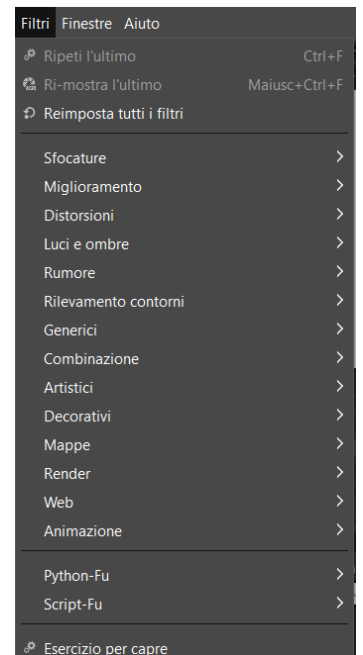 Filtri Finestre Aiuto
Ripeti l'ultimo Ctrl+F
Ri-mostra l'ultimo Maiusc+Ctrl+F
Reimposta tutti i filtri
Sfocature
Miglioramento
Distorsioni
Luci e ombre
Rumore
Rilevamento contorni
Generici
Combinazione
Artistici
Decorativi
Mappe
Render
Web
Animazione
Python-Fu
Script-Fu
Esercizio per capre